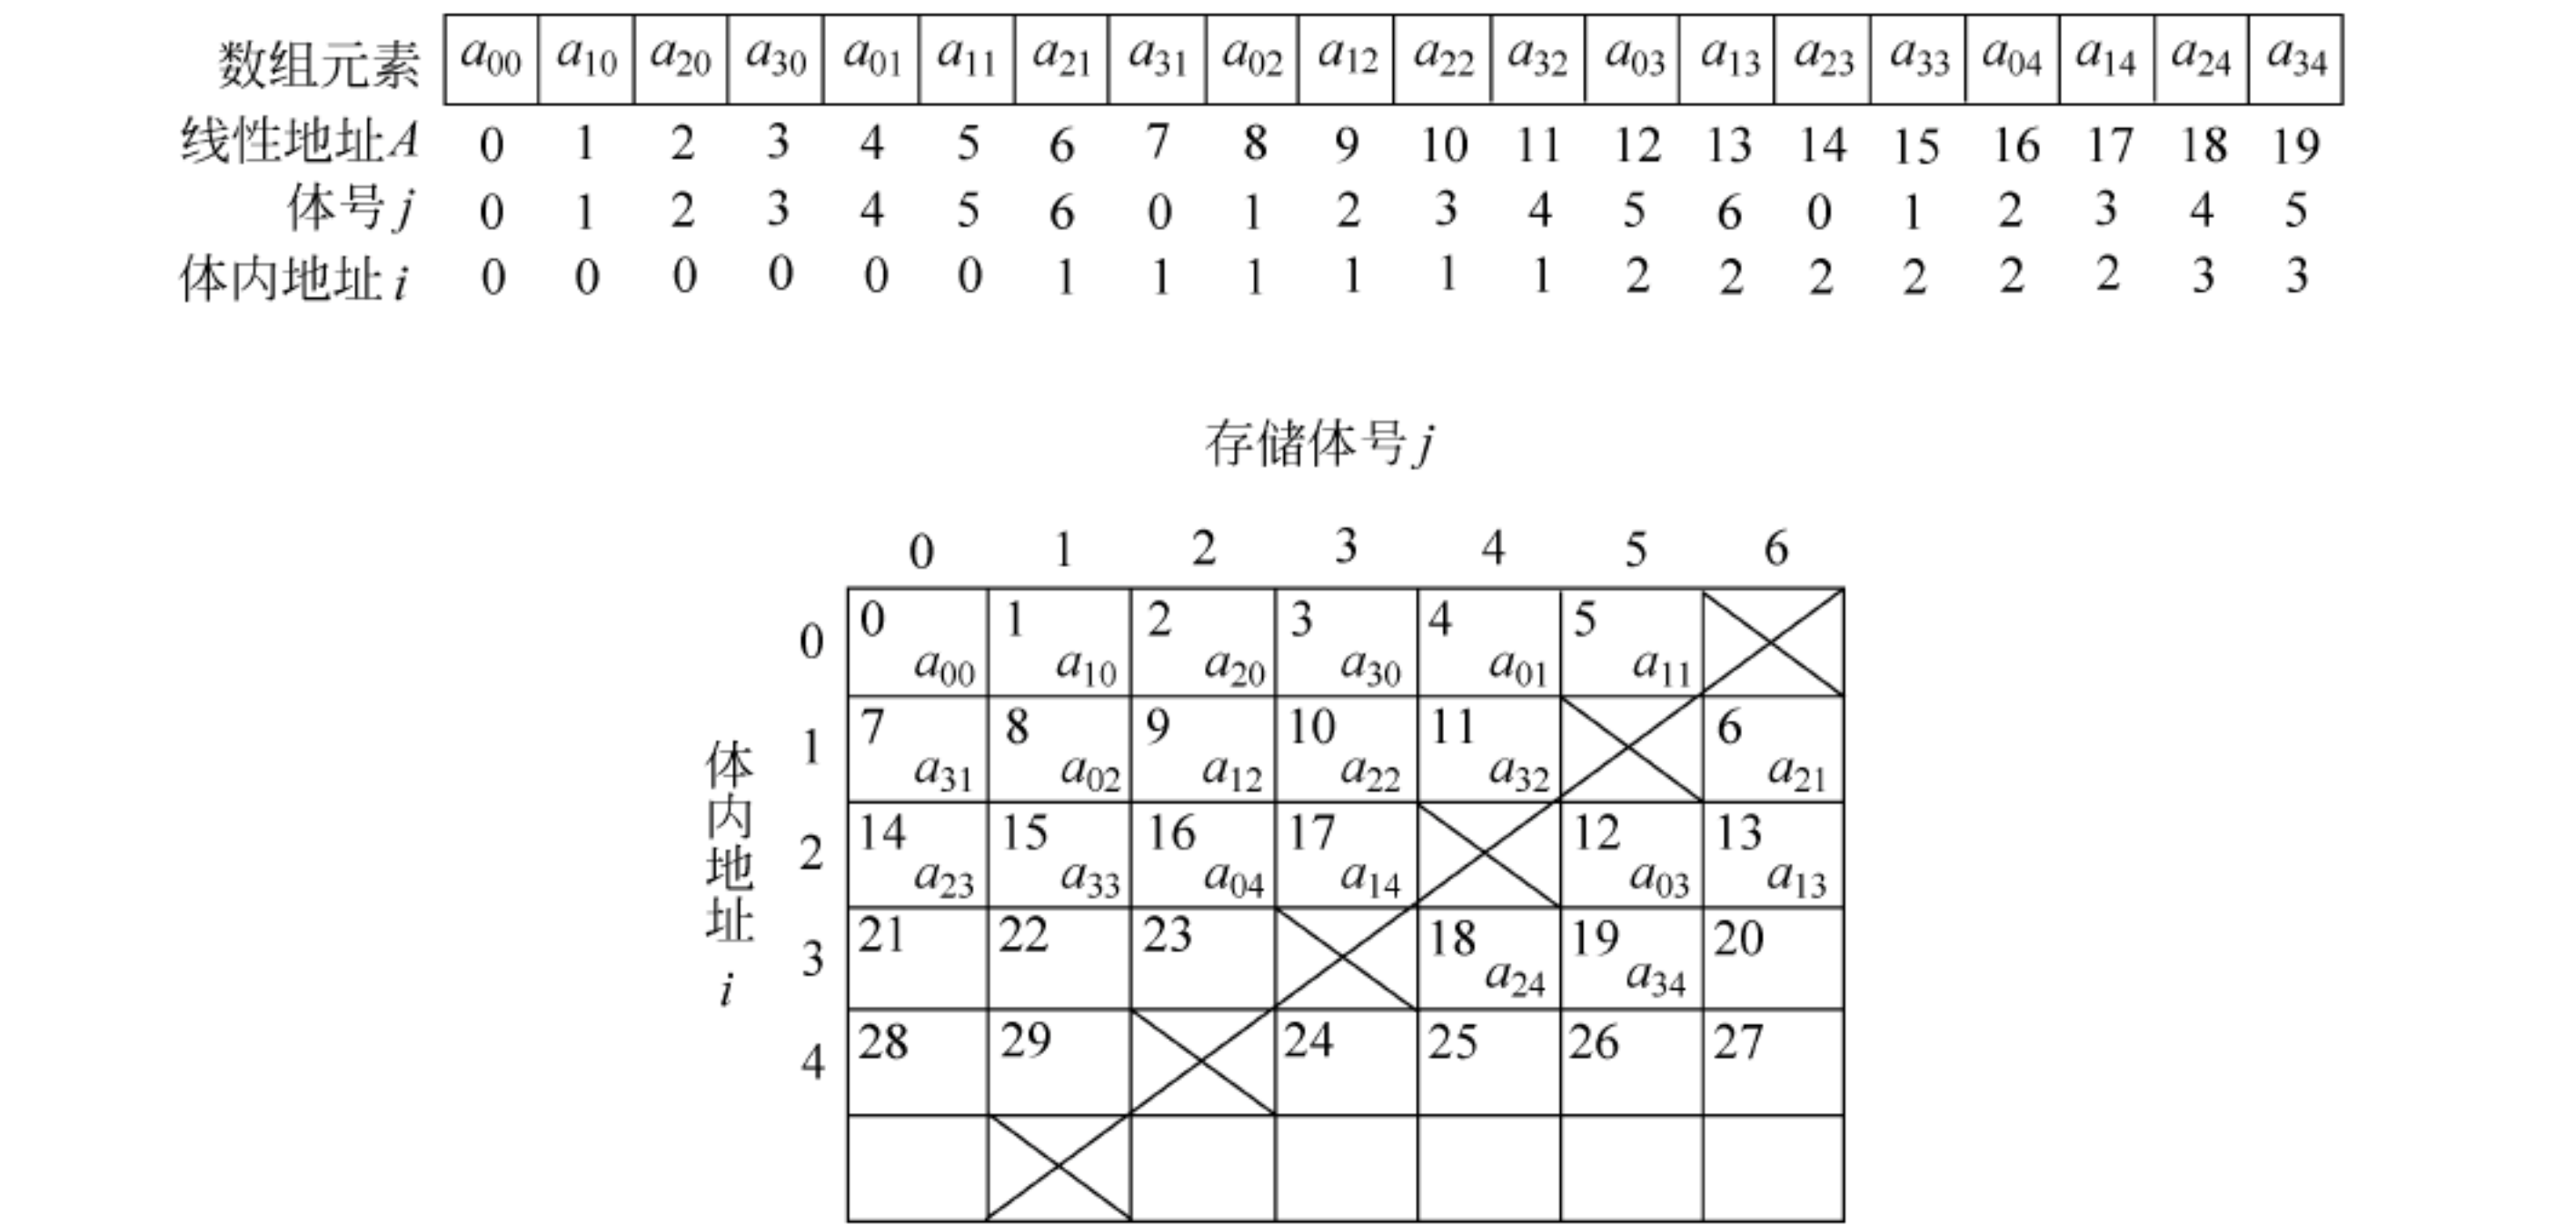 数组元素 a00 a10 a20 a30 a01 a11 a21 a31 a02 a12 a22 a32 a03 a13 a23 a33 a04 a14 a24 a34
线性地址A 0 1 2 3 4 5 6 7 8 9 10 11 12 13 14 15 16 17 18 19
体号j 0 1 2 3 4 5 6 0 1 2 3 4 5 6 0 1 2 3 4 5
体内地址i 0 0 0 0 0 0 1 1 1 1 1 1 2 2 2 2 2 2 3 3
存储体号j
0 1 2 3 4 5 6
体内地址i
0 0 a00 1 a10 2 a20 3 a30 4 a01 5 a11
1 7 a31 8 a02 9 a12 10 a22 11 a32 6 a21
2 14 a23 15 a33 16 a04 17 a14 12 a03 13 a13
3 21 22 23 18 a24 19 a34 20
4 28 29 24 25 26 27